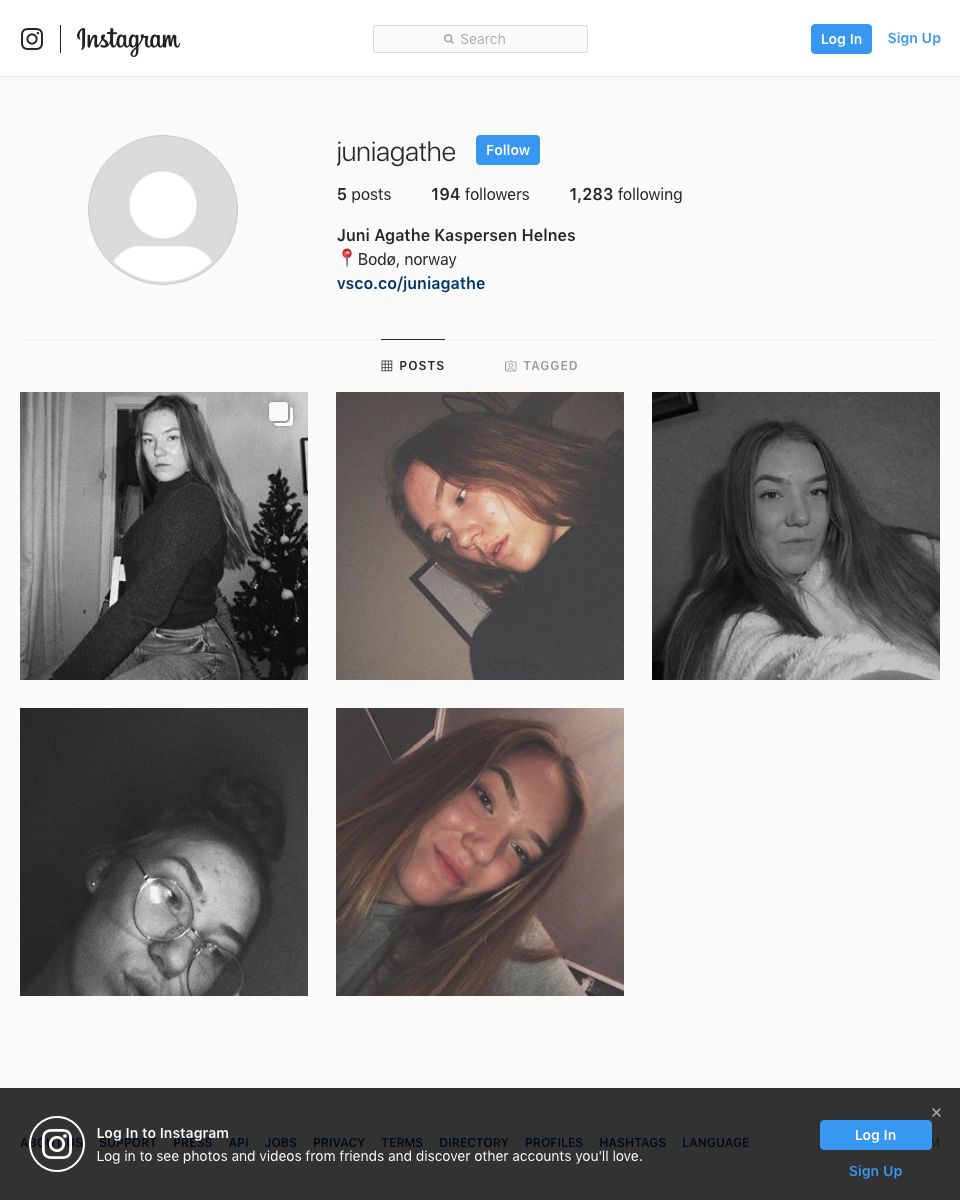 Instagram
Search
Log In
Sign Up
juniagathe
Follow
5 posts
194 followers
1,283 following
Juni Agathe Kaspersen Helnes
📍Bodø, norway
vsco.co/juniagathe
POSTS
TAGGED
SUPPORT
PRESS
API
JOBS
PRIVACY
TERMS
DIRECTORY
PROFILES
HASHTAGS
LANGUAGE
Log In to Instagram
Log in to see photos and videos from friends and discover other accounts you'll love.
✕
Log In
Sign Up